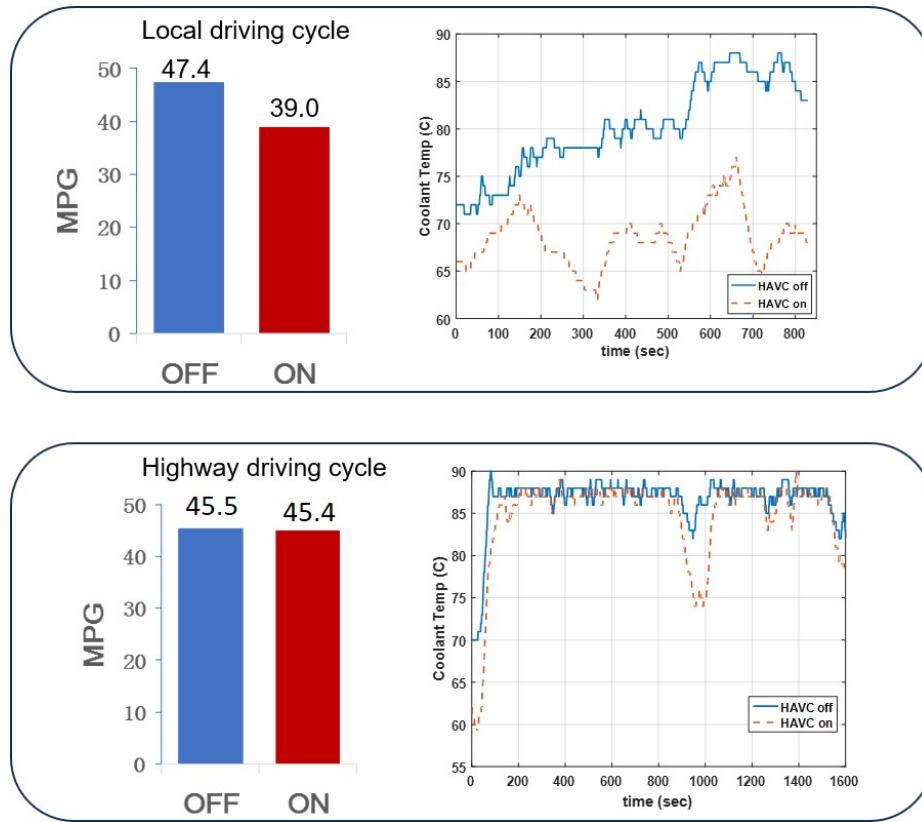 Local driving cycle
47.4
39.0
50
40
30
20
10
0
MPG
OFF ON
90
85
80
75
70
65
60
Coolant Temp (C)
HAVC off
HAVC on
0 100 200 300 400 500 600 700 800
time (sec)
Highway driving cycle
45.5 45.4
50
40
30
20
10
0
MPG
OFF ON
90
85
80
75
70
65
60
55
Coolant Temp (C)
HAVC off
HAVC on
0 200 400 600 800 1000 1200 1400 1600
time (sec)